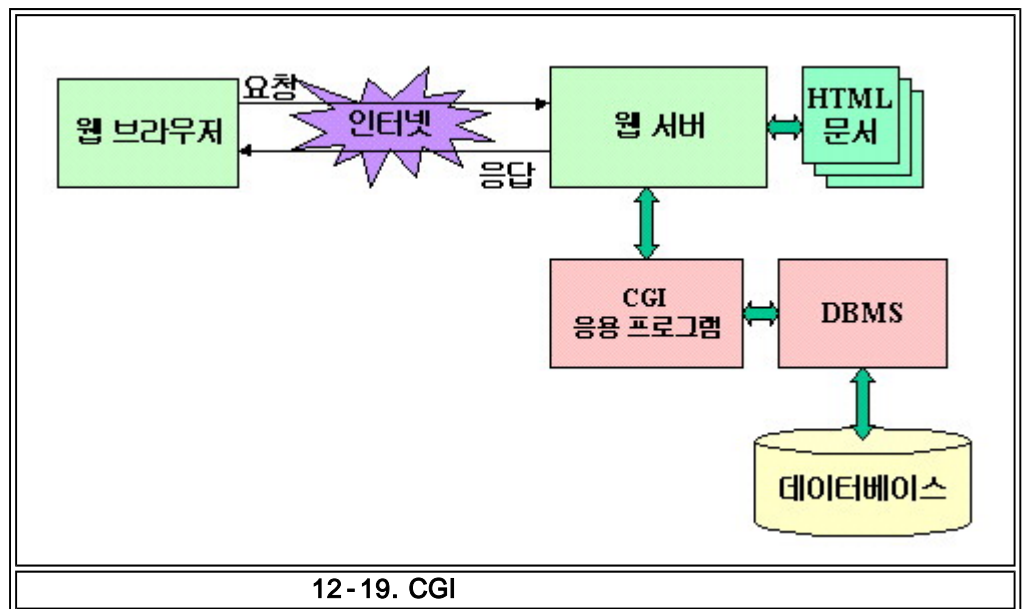 요청
웹 브라우저
인터넷
응답
웹 서버
HTML
문서
CGI
응용 프로그램
DBMS
데이터베이스
12-19. CGI